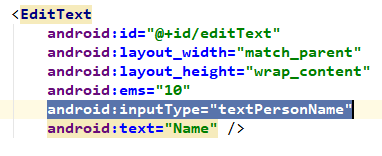 <EditText
android:id="@+id/editText"
android:layout_width="match_parent"
android:layout_height="wrap_content"
android:ems="10"
android:inputType="textPersonName"
android:text="Name" />